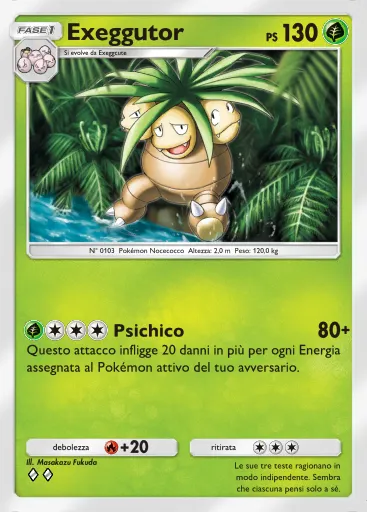 FASE 1
Exeggutor
PS 130
Si evolve da Exeggcute
N° 0103 Pokémon Nocecocco Altezza: 2,0 m Peso: 120,0 kg
Psichico 80+
Questo attacco infligge 20 danni in più per ogni Energia
assegnata al Pokémon attivo del tuo avversario.
debolezza +20
ritirata
Ill. Masakazu Fukuda
Le sue tre teste ragionano in
modo indipendente. Sembra
che ciascuna pensi solo a sé.